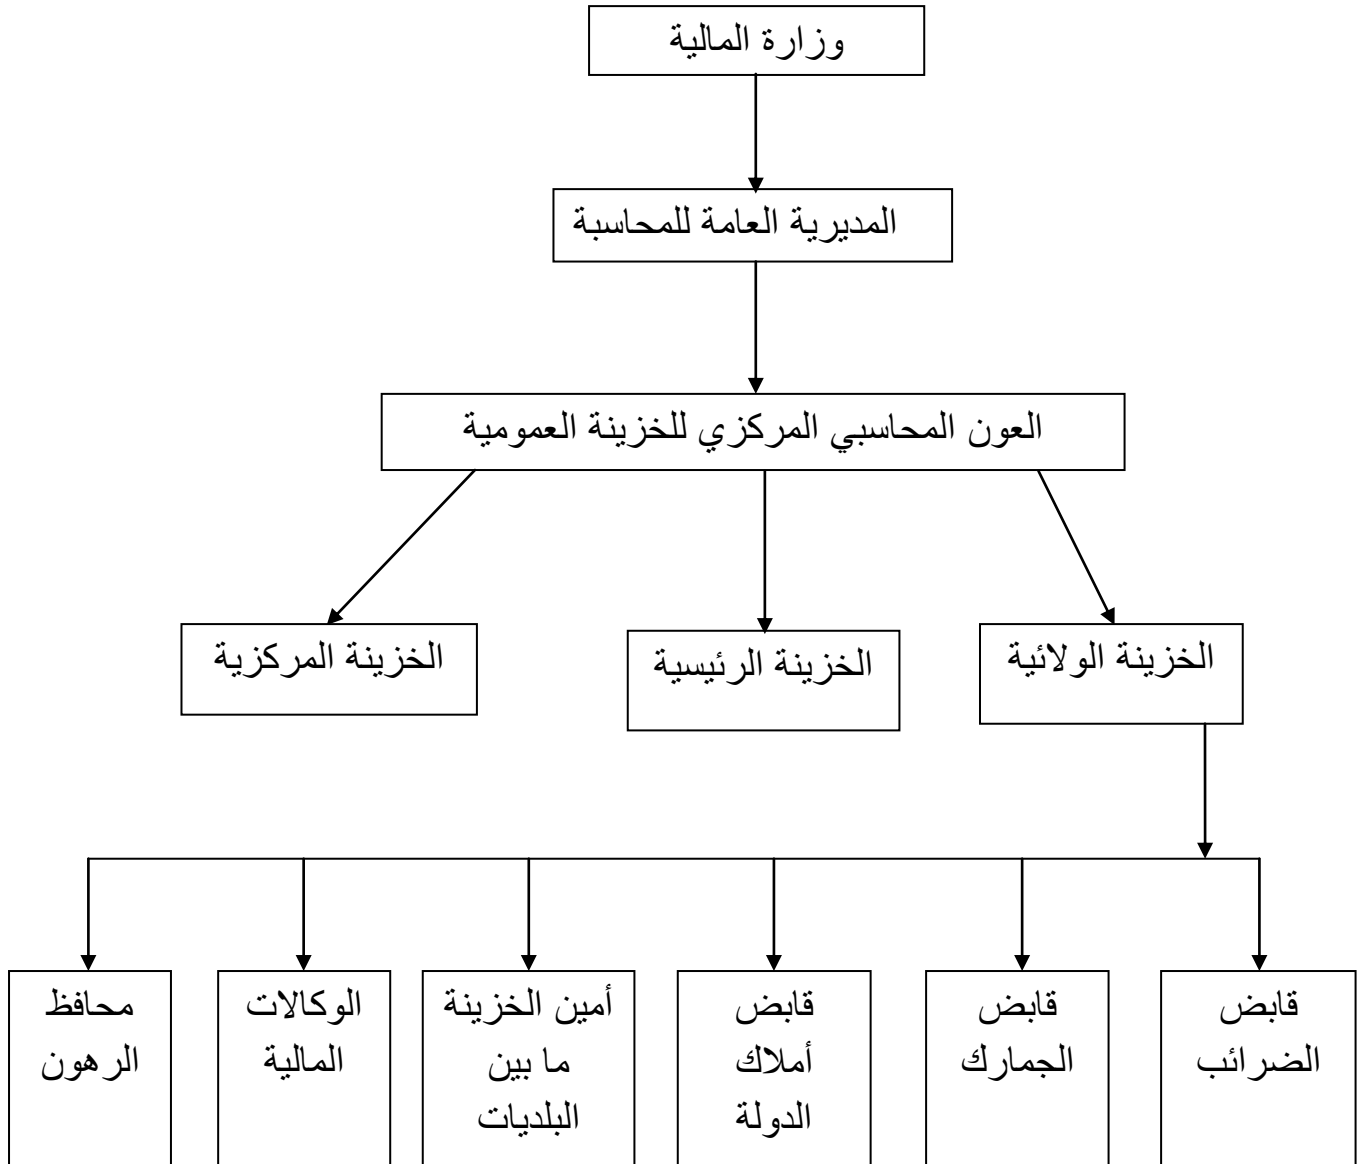 وزارة المالية
المديرية العامة للمحاسبة
العون المحاسبي المركزي للخزينة العمومية
الخزينة الولائية
الخزينة الرئيسية
الخزينة المركزية
قابض
الضرائب
قابض
الجمارك
قابض
أملاك
الدولة
أمين الخزينة
ما بين
البلديات
الوكالات
المالية
محافظ
الرهون